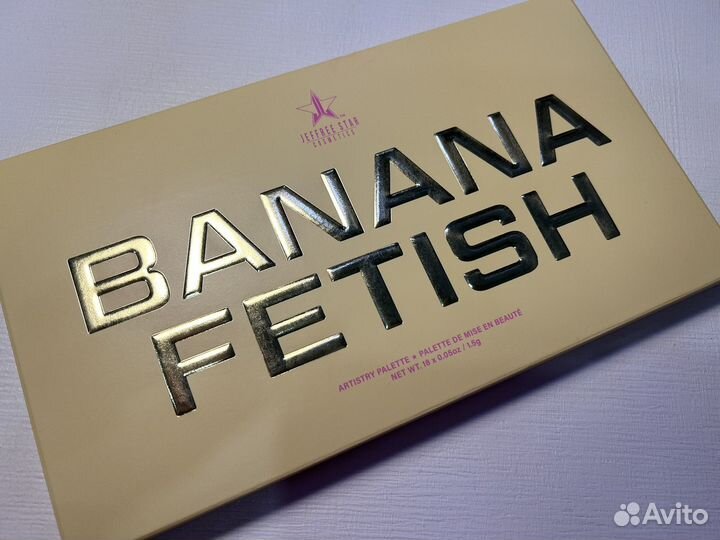 JEFFREE STAR
COSMETICS
BANANA
FETISH
ARTISTRY PALETTE ★ PALETTE DE MISE EN BEAUTÉ
NET WT. 18 x 0.05oz / 1.5g
Avito